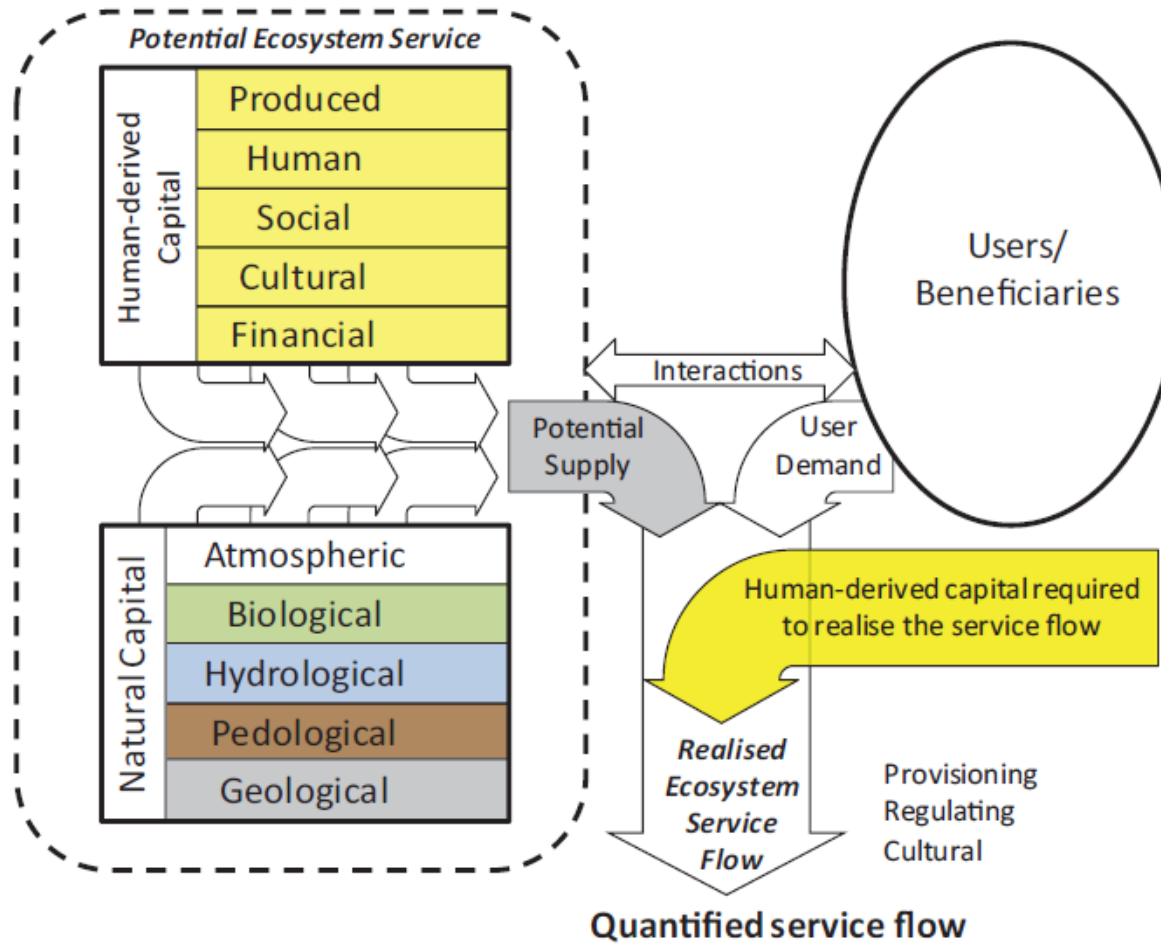 Potential Ecosystem Service
Human-derived
Capital
Produced
Human
Social
Cultural
Financial
Natural Capital
Atmospheric
Biological
Hydrological
Pedological
Geological
Users/
Beneficiaries
Interactions
Potential
Supply
User
Demand
Human-derived capital required
to realise the service flow
Realised
Ecosystem
Service
Flow
Provisioning
Regulating
Cultural
Quantified service flow